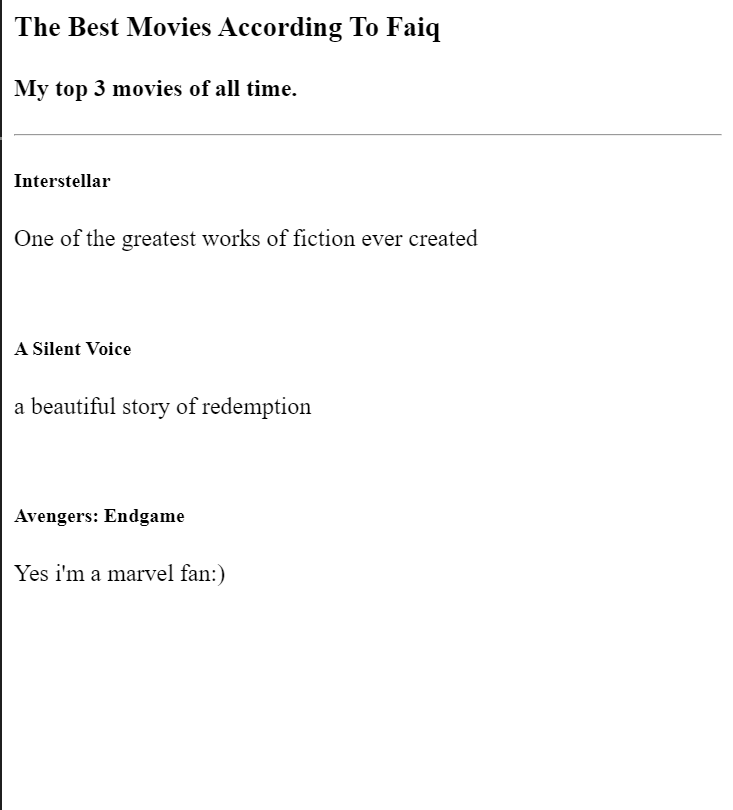 The Best Movies According To Faiq
My top 3 movies of all time.
Interstellar
One of the greatest works of fiction ever created
A Silent Voice
a beautiful story of redemption
Avengers: Endgame
Yes i'm a marvel fan:)